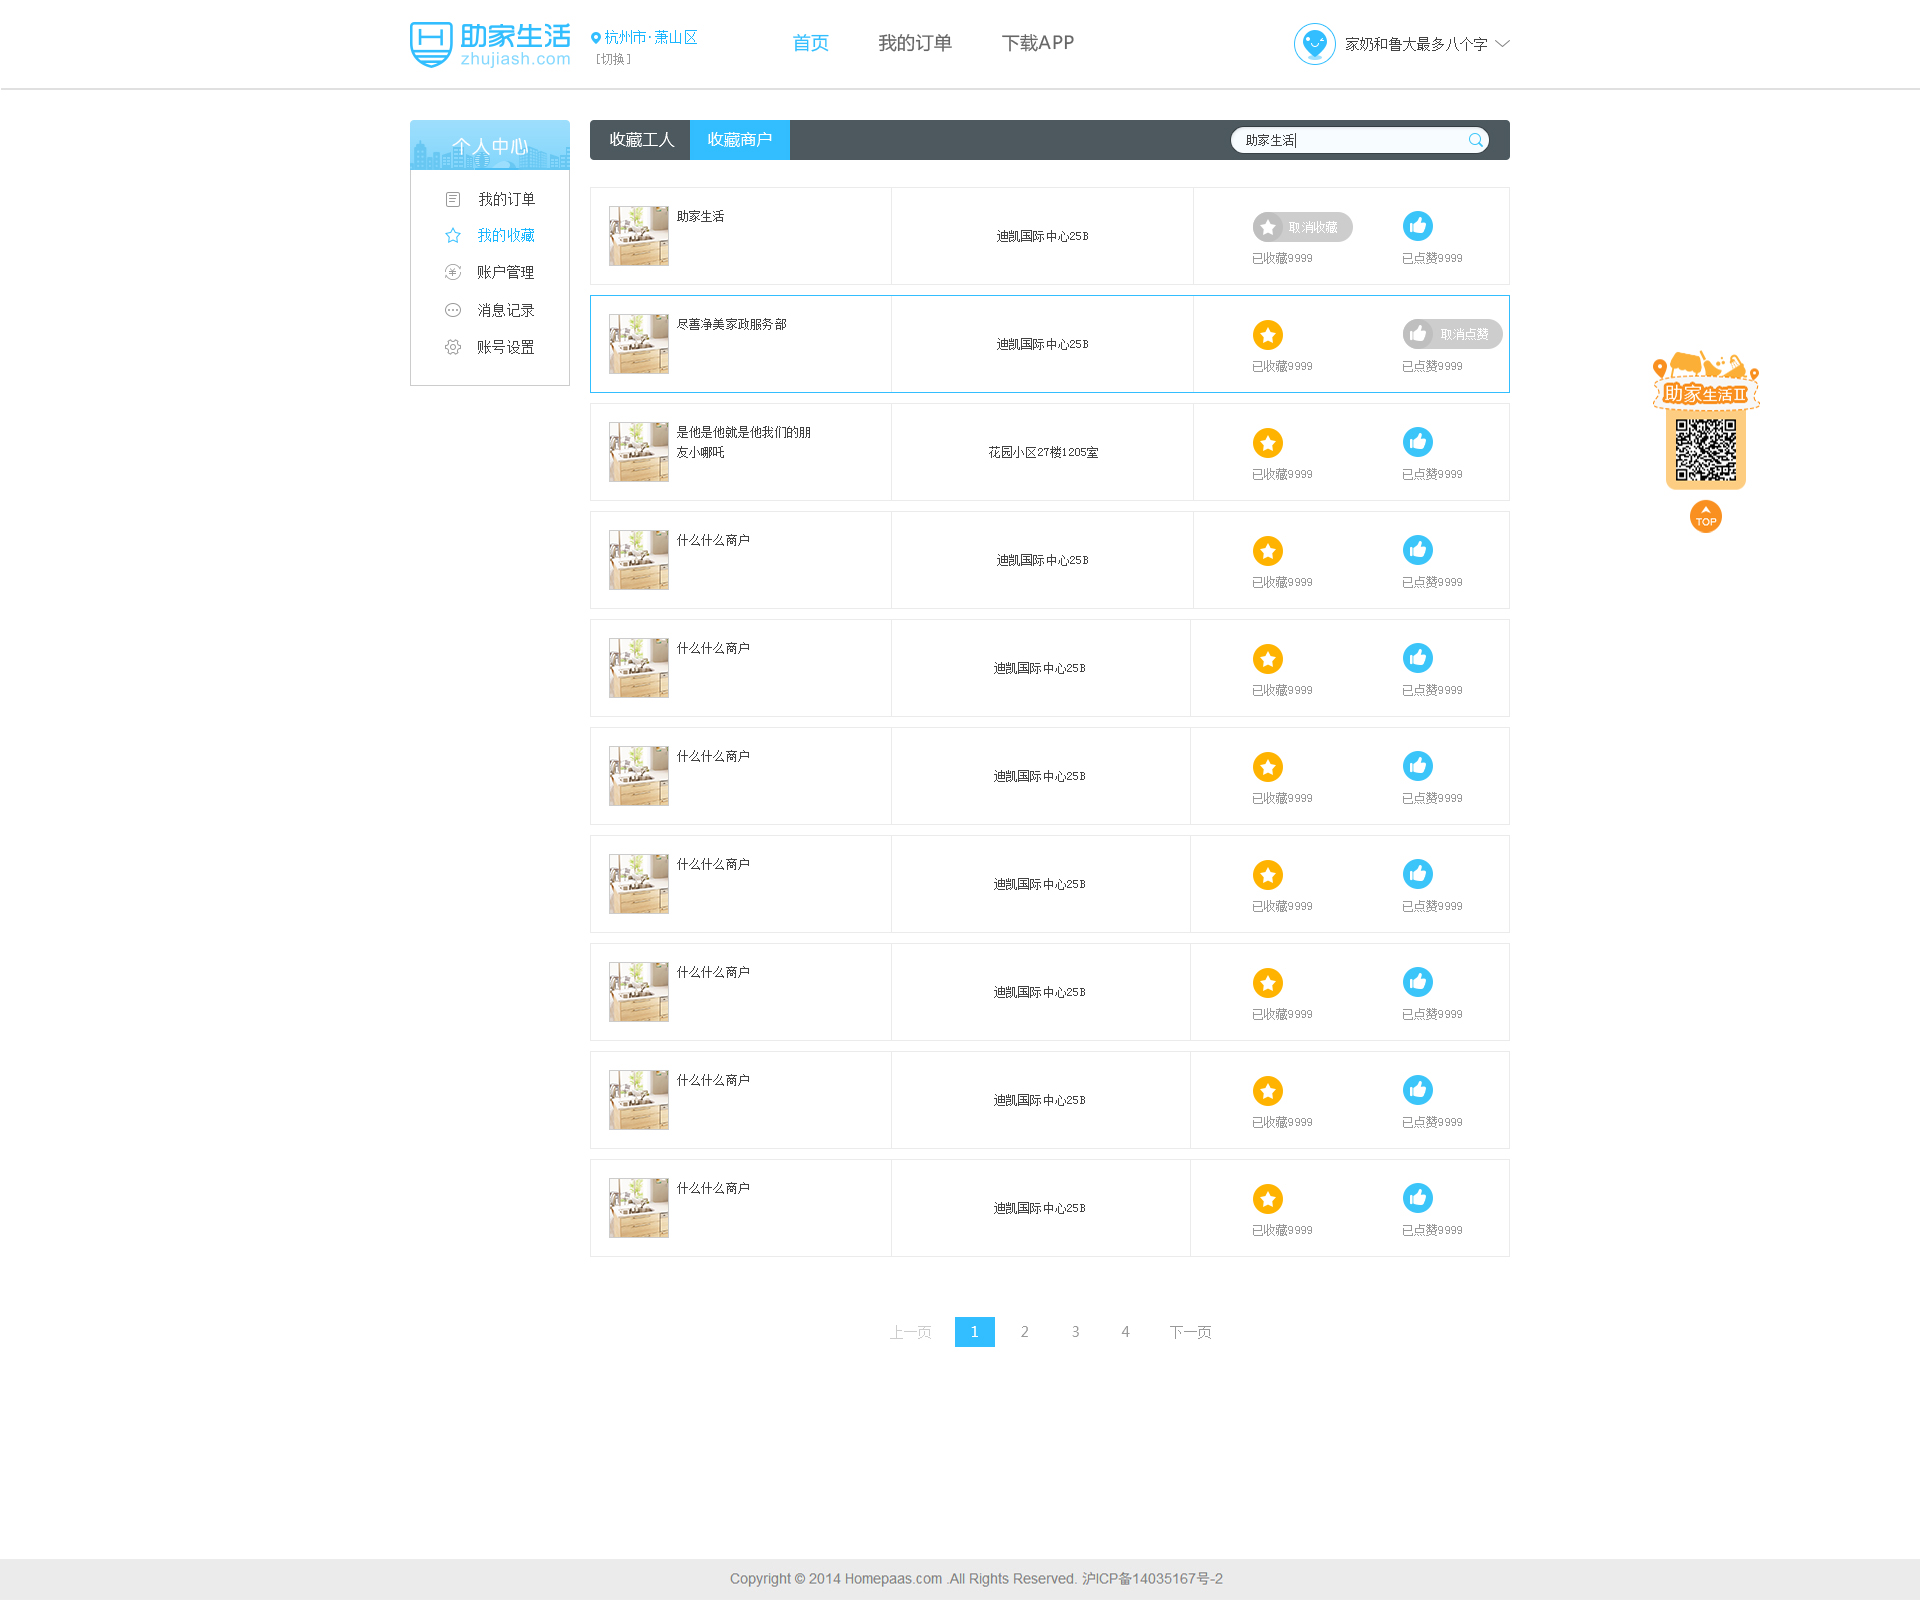 助家生活
zhujiash.com
杭州市·萧山区
[切换]
首页
我的订单
下载APP
家奶和鲁大最多八个字
个人中心
我的订单
我的收藏
账户管理
消息记录
账号设置
收藏工人
收藏商户
助家生活
助家生活
迪凯国际中心25B
取消收藏
已收藏9999
已点赞9999
尽善净美家政服务部
迪凯国际中心25B
已收藏9999
取消点赞
已点赞9999
是他是他就是他我们的朋
友小哪吒
花园小区27楼1205室
已收藏9999
已点赞9999
什么什么商户
迪凯国际中心25B
已收藏9999
已点赞9999
什么什么商户
迪凯国际中心25B
已收藏9999
已点赞9999
什么什么商户
迪凯国际中心25B
已收藏9999
已点赞9999
什么什么商户
迪凯国际中心25B
已收藏9999
已点赞9999
什么什么商户
迪凯国际中心25B
已收藏9999
已点赞9999
什么什么商户
迪凯国际中心25B
已收藏9999
已点赞9999
什么什么商户
迪凯国际中心25B
已收藏9999
已点赞9999
助家生活II
TOP
上一页
1
2
3
4
下一页
Copyright © 2014 Homepaas.com .All Rights Reserved. 沪ICP备14035167号-2